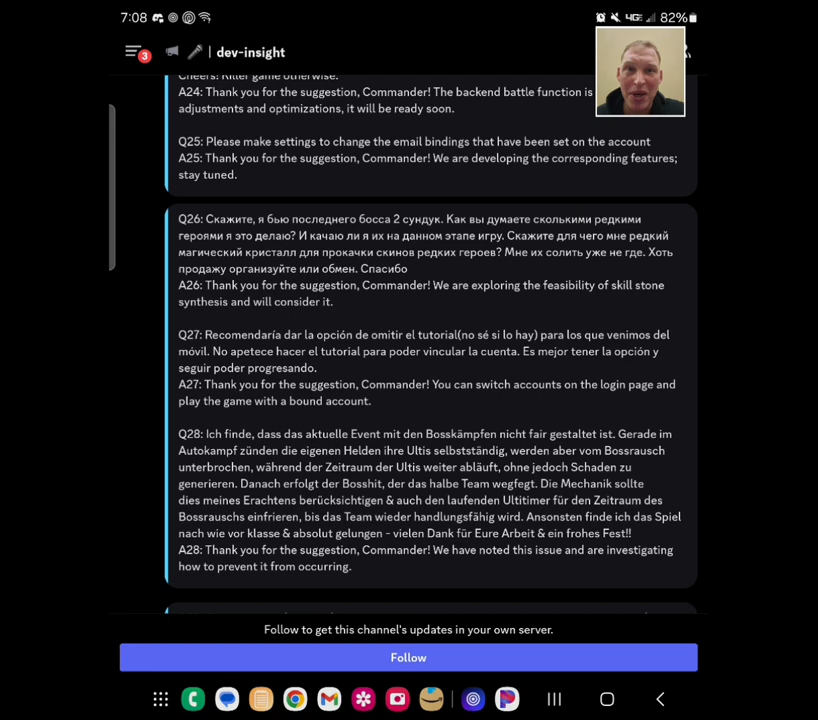 7:08
82%
3
| dev-insight
Cheers! Killer game otherwise.
A24: Thank you for the suggestion, Commander! The backend battle function is
adjustments and optimizations, it will be ready soon.
Q25: Please make settings to change the email bindings that have been set on the account
A25: Thank you for the suggestion, Commander! We are developing the corresponding features;
stay tuned.
Q26: Скажите, я бью последнего босса 2 сундук. Как вы думаете сколькими редкими
героями я это делаю? И качаю ли я их на данном этапе игру. Скажите для чего мне редкий
магический кристалл для прокачки скинов редких героев? Мне их солить уже не где. Хоть
продажу организуйте или обмен. Спасибо
A26: Thank you for the suggestion, Commander! We are exploring the feasibility of skill stone
synthesis and will consider it.
Q27: Recomendaría dar la opción de omitir el tutorial(no sé si lo hay) para los que venimos del
móvil. No apetece hacer el tutorial para poder vincular la cuenta. Es mejor tener la opción y
seguir poder progresando.
A27: Thank you for the suggestion, Commander! You can switch accounts on the login page and
play the game with a bound account.
Q28: Ich finde, dass das aktuelle Event mit den Bosskämpfen nicht fair gestaltet ist. Gerade im
Autokampf zünden die eigenen Helden ihre Ultis selbstständig, werden aber vom Bossrausch
unterbrochen, während der Zeitraum der Ultis weiter abläuft, ohne jedoch Schaden zu
generieren. Danach erfolgt der Bosshit, der das halbe Team wegfegt. Die Mechanik sollte
dies meines Erachtens berücksichtigen & auch den laufenden Ultitimer für den Zeitraum des
Bossrauschs einfrieren, bis das Team wieder handlungsfähig wird. Ansonsten finde ich das Spiel
nach wie vor klasse & absolut gelungen - vielen Dank für Eure Arbeit & ein frohes Fest!!
A28: Thank you for the suggestion, Commander! We have noted this issue and are investigating
how to prevent it from occurring.
Follow to get this channel's updates in your own server.
Follow